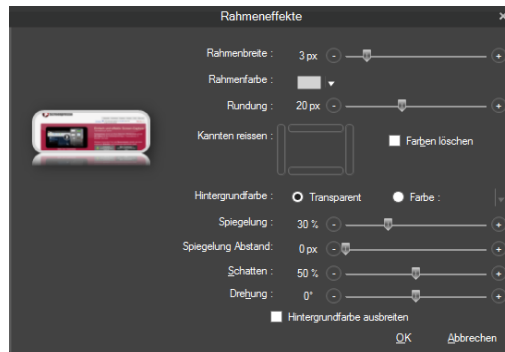 Rahmeneffekte
Rahmenbreite : 3 px
Rahmenfarbe :
Rundung : 20 px
Kannten reissen : Farben löschen
Hintergrundfarbe : Transparent Farbe :
Spiegelung : 30 %
Spiegelung Abstand: 0 px
Schatten : 50 %
Drehung : 0°
Hintergrundfarbe ausbreiten
OK Abbrechen